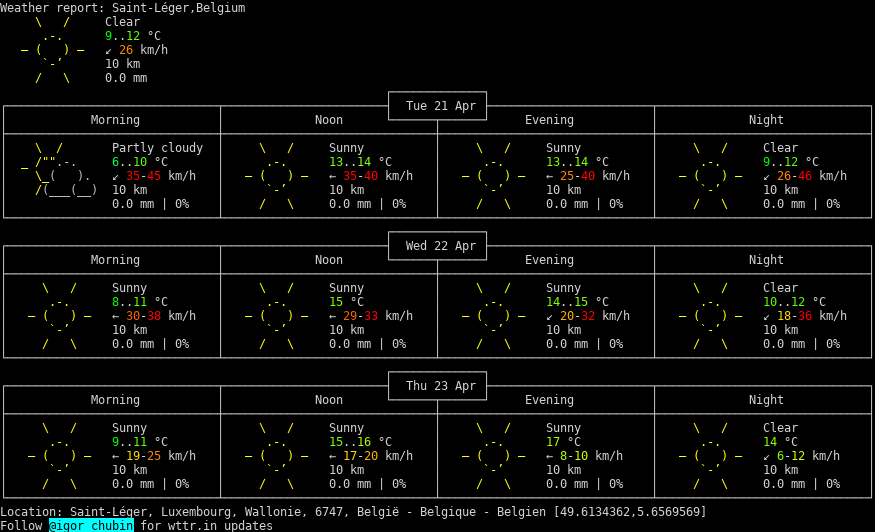 Weather report: Saint-Léger,Belgium
Clear
9..12 °C
↙ 26 km/h
10 km
0.0 mm
Tue 21 Apr
Morning Noon Evening Night
Partly cloudy Sunny Sunny Clear
6..10 °C 13..14 °C 13..14 °C 9..12 °C
↙ 35-45 km/h ← 35-40 km/h ← 25-40 km/h ↙ 26-46 km/h
10 km 10 km 10 km 10 km
0.0 mm | 0% 0.0 mm | 0% 0.0 mm | 0% 0.0 mm | 0%
Wed 22 Apr
Morning Noon Evening Night
Sunny Sunny Sunny Clear
8..11 °C 15 °C 14..15 °C 10..12 °C
← 30-38 km/h ← 29-33 km/h ↙ 20-32 km/h ↙ 18-36 km/h
10 km 10 km 10 km 10 km
0.0 mm | 0% 0.0 mm | 0% 0.0 mm | 0% 0.0 mm | 0%
Thu 23 Apr
Morning Noon Evening Night
Sunny Sunny Sunny Clear
9..11 °C 15..16 °C 17 °C 14 °C
← 19-25 km/h ← 17-20 km/h ← 8-10 km/h ↙ 6-12 km/h
10 km 10 km 10 km 10 km
0.0 mm | 0% 0.0 mm | 0% 0.0 mm | 0% 0.0 mm | 0%
Location: Saint-Léger, Luxembourg, Wallonie, 6747, België - Belgique - Belgien [49.6134362,5.6569569]
Follow @igor_chubin for wttr.in updates